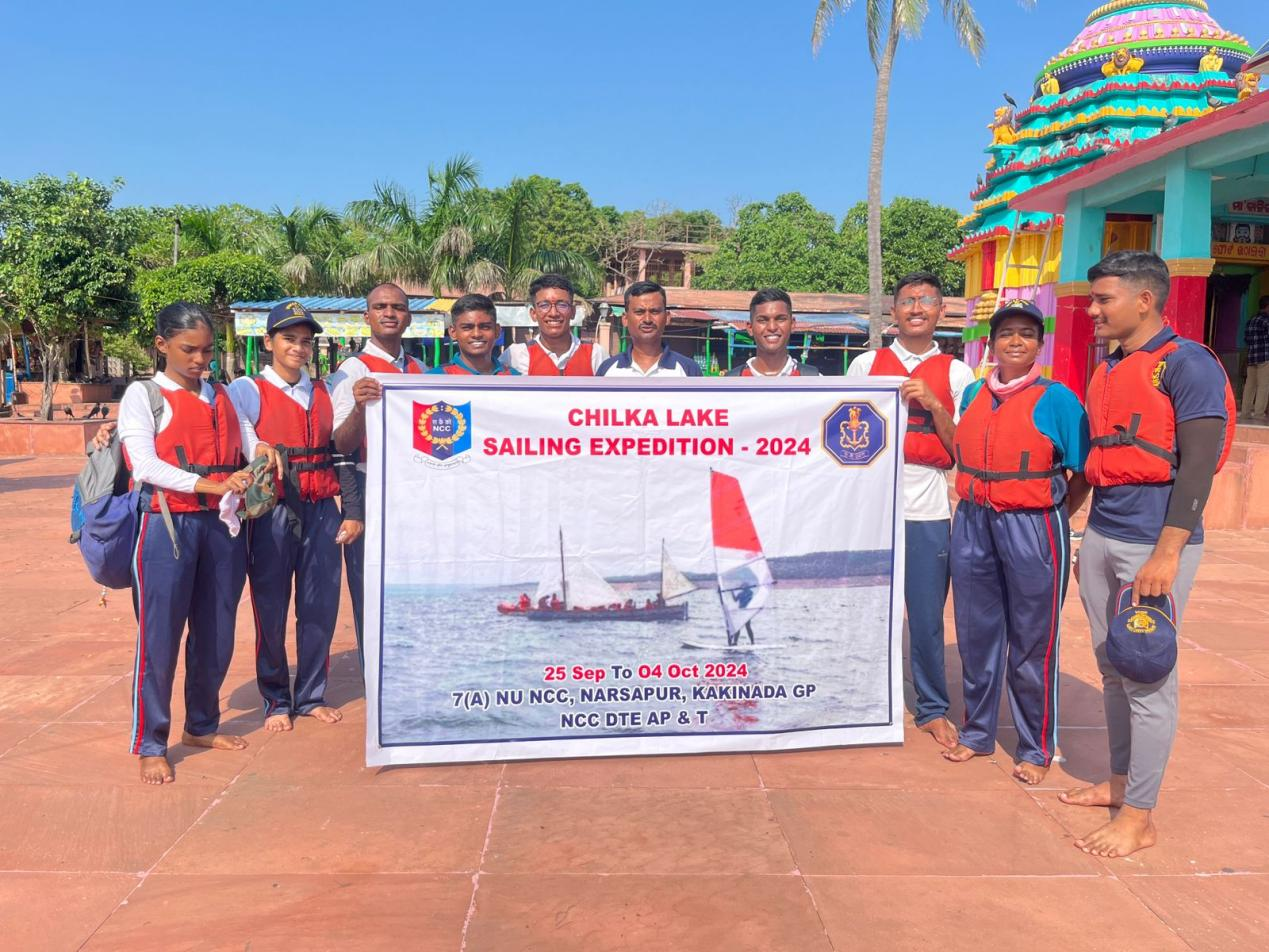 CHILKA LAKE
SAILING EXPEDITION - 2024
NCC
25 Sep To 04 Oct 2024
7(A) NU NCC, NARSAPUR, KAKINADA GP
NCC DTE AP & T